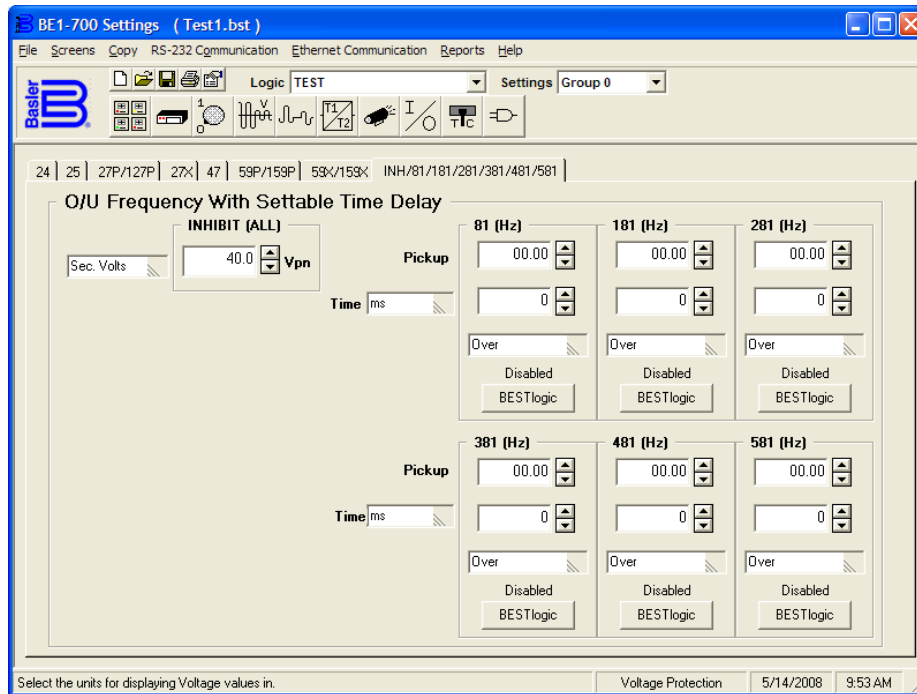 BE1-700 Settings ( Test1.bst )
File Screens Copy RS-232 Communication Ethernet Communication Reports Help
Basler
Logic TEST Settings Group 0
1 0 V T1 T2 I O T C
24 25 27P/127P 27X 47 59P/159P 59X/159X INH/81/181/281/381/481/581
O/U Frequency With Settable Time Delay
INHIBIT (ALL) 81 (Hz) 181 (Hz) 281 (Hz)
Sec. Volts 40.0 Vpn Pickup 00.00 00.00 00.00
Time ms 0 0 0
Over Over Over
Disabled Disabled Disabled
BESTlogic BESTlogic BESTlogic
381 (Hz) 481 (Hz) 581 (Hz)
Pickup 00.00 00.00 00.00
Time ms 0 0 0
Over Over Over
Disabled Disabled Disabled
BESTlogic BESTlogic BESTlogic
Select the units for displaying Voltage values in. Voltage Protection 5/14/2008 9:53 AM